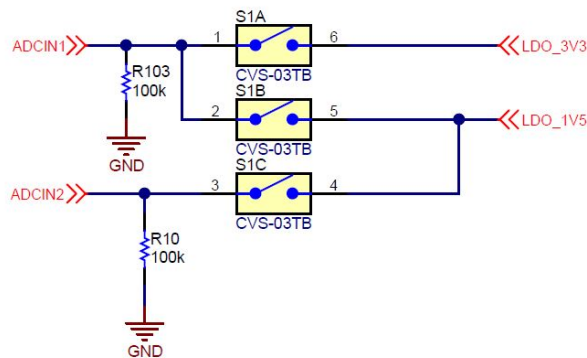 S1A
ADCIN1 1 6 LDO_3V3
R103
100k
CVS-03TB
S1B
2 5 LDO_1V5
GND
CVS-03TB
S1C
ADCIN2 3 4
CVS-03TB
R10
100k
GND